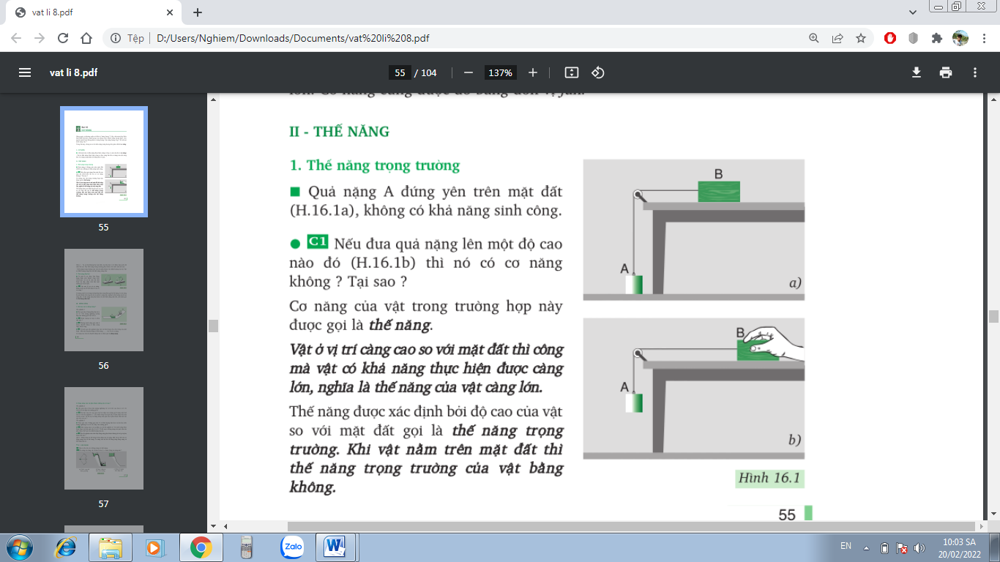 vat li 8.pdf
Tệp
D:/Users/Nghiem/Downloads/Documents/vat%20li%208.pdf
vat li 8.pdf
55 / 104
137%
II - THẾ NĂNG
1. Thế năng trọng trường
Quả nặng A đứng yên trên mặt đất
(H.16.1a), không có khả năng sinh công.
C1 Nếu đưa quả nặng lên một độ cao
nào đó (H.16.1b) thì nó có cơ năng
không ? Tại sao ?
Cơ năng của vật trong trường hợp này
được gọi là thế năng.
Vật ở vị trí càng cao so với mặt đất thì công
mà vật có khả năng thực hiện được càng
lớn, nghĩa là thế năng của vật càng lớn.
Thế năng được xác định bởi độ cao của vật
so với mặt đất gọi là thế năng trọng
trường. Khi vật nằm trên mặt đất thì
thế năng trọng trường của vật bằng
không.
B
A
a)
B
A
b)
Hình 16.1
55
55
56
57
Zalo
EN
10:03 SA
20/02/2022